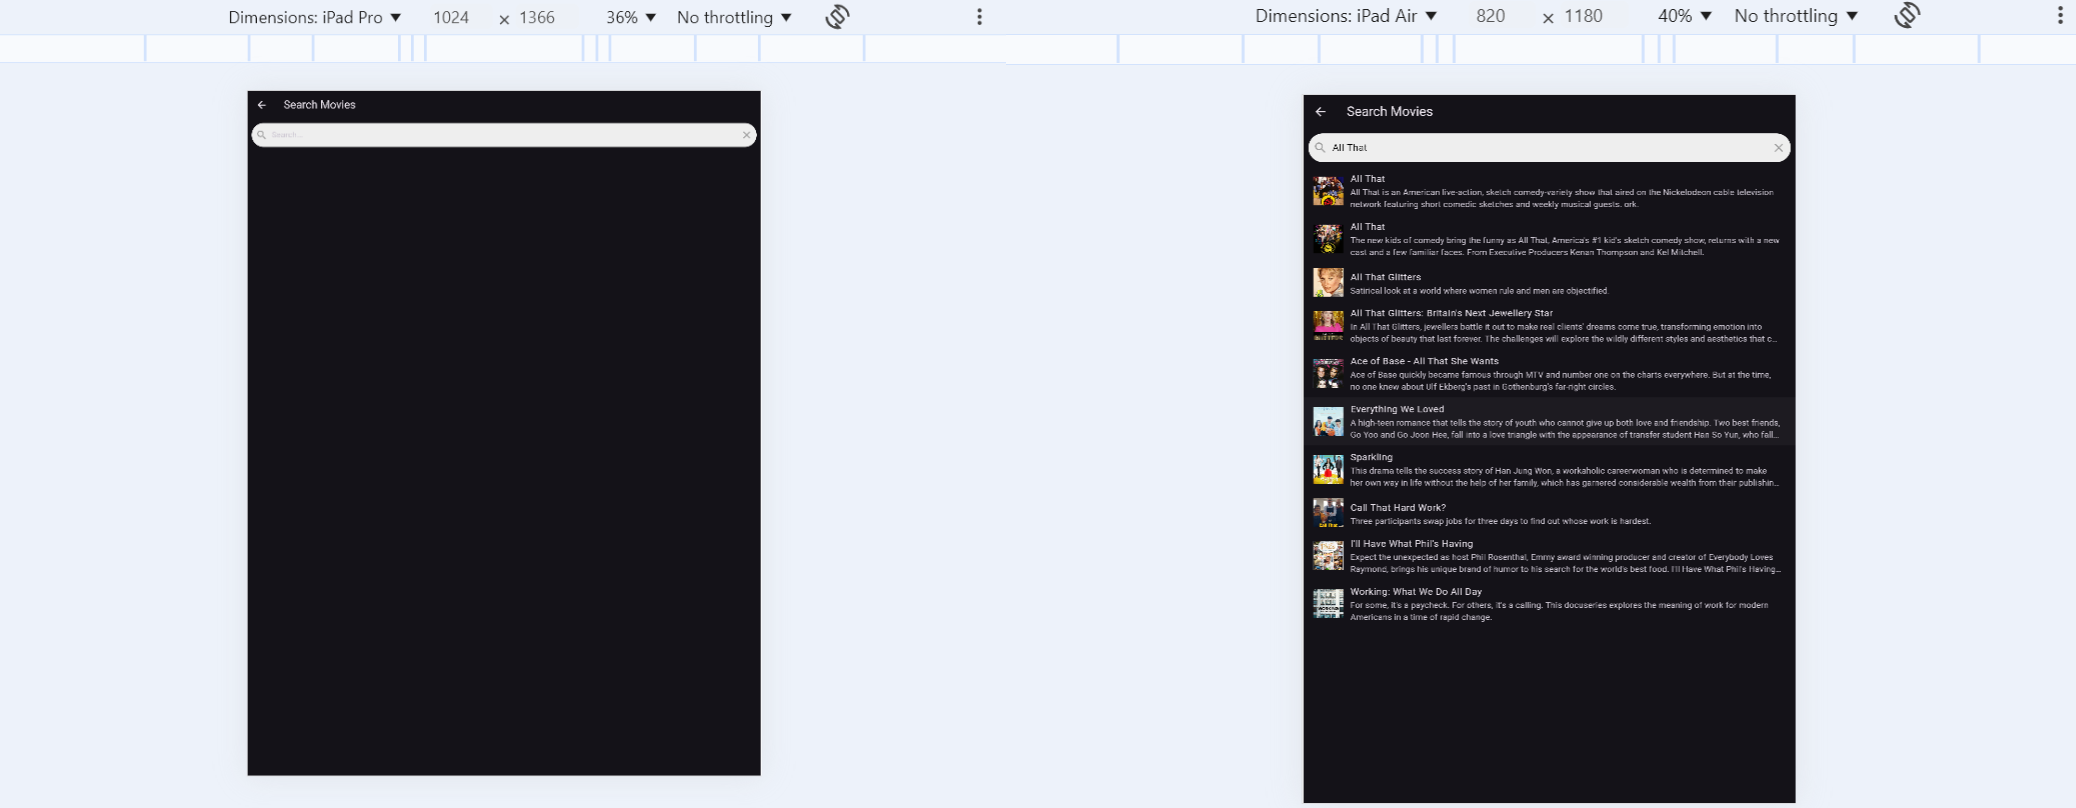 Dimensions: iPad Pro ▼ 1024 × 1366 36% ▼ No throttling ▼
Search Movies
Search...
Dimensions: iPad Air ▼ 820 × 1180 40% ▼ No throttling ▼
Search Movies
All That
All That
All That is an American live-action, sketch comedy-variety show that aired on the Nickelodeon cable television
network featuring short comedic sketches and weekly musical guests. ork.
All That
The new kids of comedy bring the funny as All That, America's #1 kid's sketch comedy show, returns with a new
cast and a few familiar faces. From Executive Producers Kenan Thompson and Kel Mitchell.
All That Glitters
Satirical look at a world where women rule and men are objectified.
All That Glitters: Britain's Next Jewellery Star
In All That Glitters, jewellers battle it out to make real clients' dreams come true, transforming emotion into
objects of beauty that last forever. The challenges will explore the wildly different styles and aesthetics that c...
Ace of Base - All That She Wants
Ace of Base quickly became famous through MTV and number one on the charts everywhere. But at the time,
no one knew about Ulf Ekberg's past in Gothenburg's far-right circles.
Everything We Loved
A high-teen romance that tells the story of youth who cannot give up both love and friendship. Two best friends,
Go Yoo and Go Joon Hee, fall into a love triangle with the appearance of transfer student Han So Yun, who fall...
Sparkling
This drama tells the success story of Han Jung Won, a workaholic careerwoman who is determined to make
her own way in life without the help of her family, which has garnered considerable wealth from their publishin...
Call That Hard Work?
Three participants swap jobs for three days to find out whose work is hardest.
I'll Have What Phil's Having
Expect the unexpected as host Phil Rosenthal, Emmy award winning producer and creator of Everybody Loves
Raymond, brings his unique brand of humor to his search for the world's best food. I'll Have What Phil's Having...
Working: What We Do All Day
For some, it's a paycheck. For others, it's a calling. This docuseries explores the meaning of work for modern
Americans in a time of rapid change.